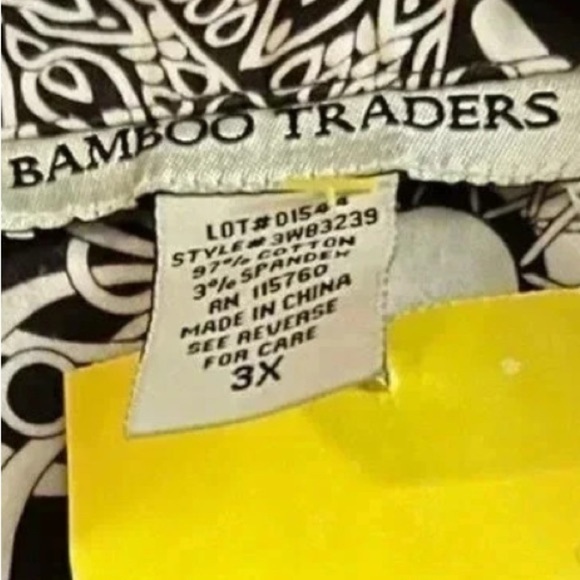 BAMBOO TRADERS
LOT# 01544
STYLE# 3W83239
97% COTTON
3% SPANDEX
RN 115760
MADE IN CHINA
SEE REVERSE
FOR CARE
3X